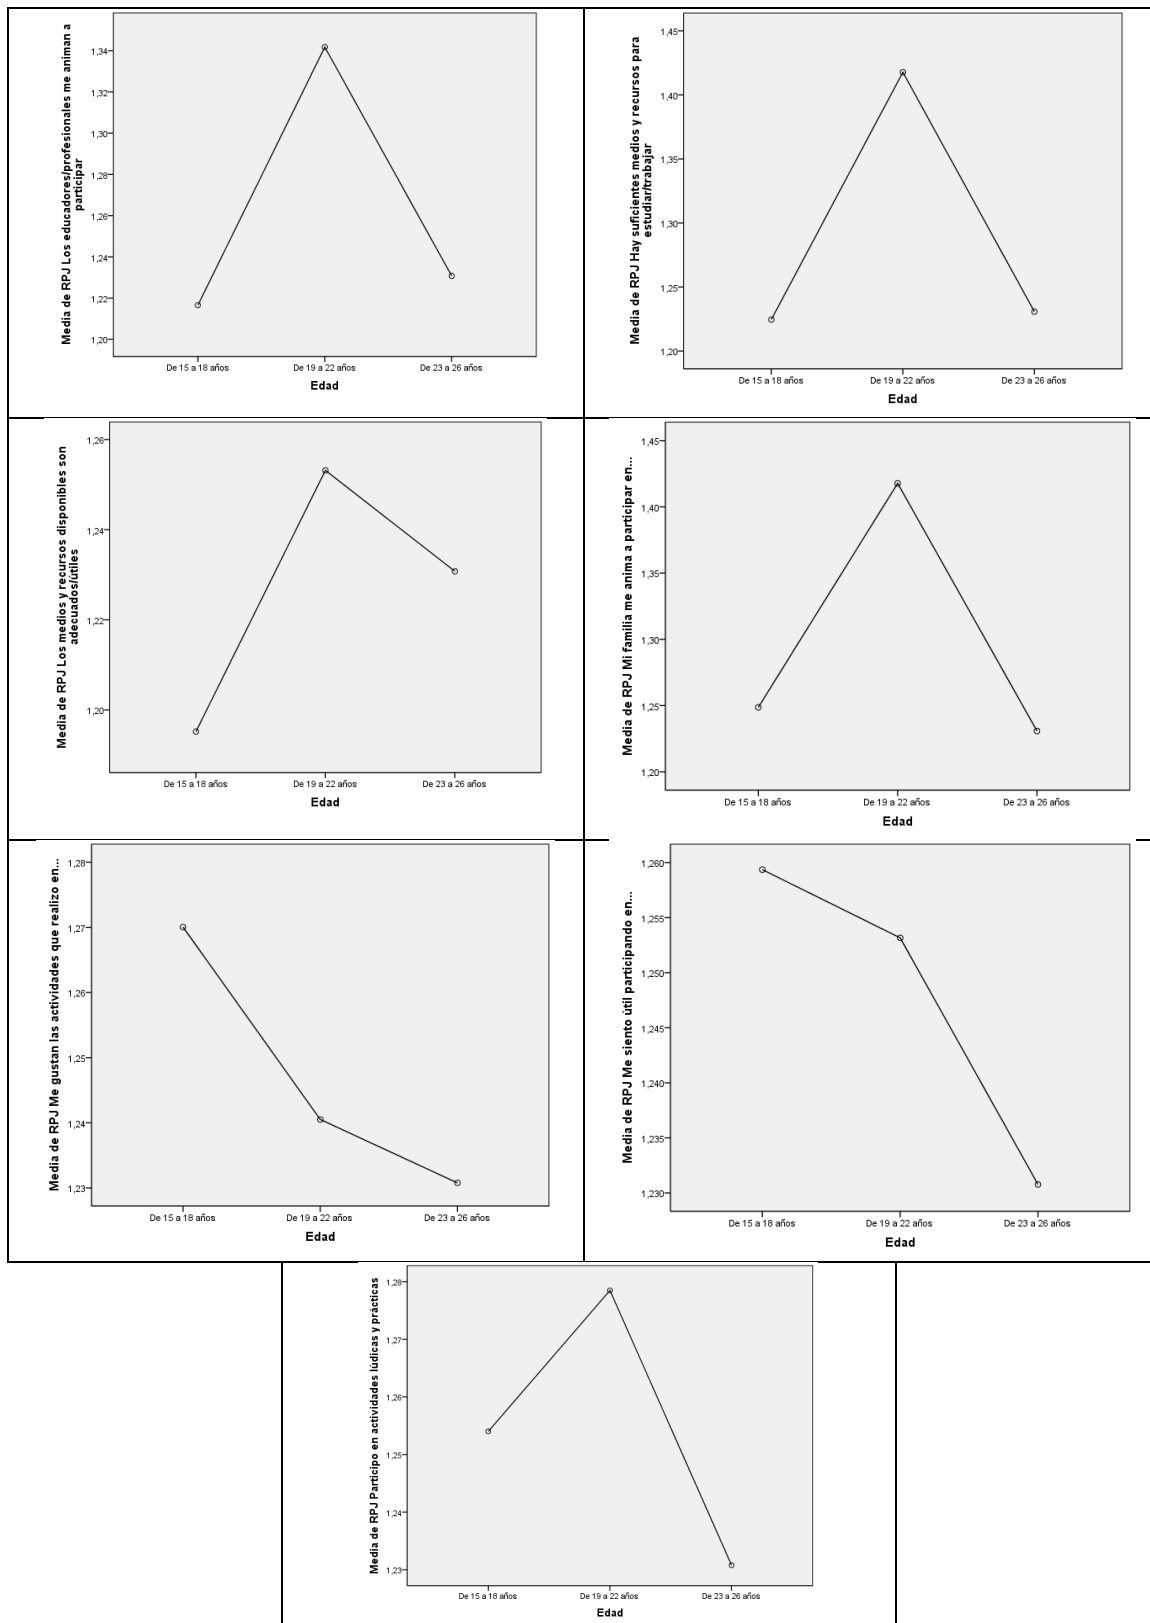 Media de RPJ Los educadores/profesionales me animan a
participar
1,34
1,32
1,30
1,28
1,26
1,24
1,22
1,20
De 15 a 18 años
De 19 a 22 años
De 23 a 26 años
Edad
Media de RPJ Hay suficientes medios y recursos para
estudiar/trabajar
1,45
1,40
1,35
1,30
1,25
1,20
De 15 a 18 años
De 19 a 22 años
De 23 a 26 años
Edad
Media de RPJ Los medios y recursos disponibles son
adecuados/útiles
1,26
1,24
1,22
1,20
De 15 a 18 años
De 19 a 22 años
De 23 a 26 años
Edad
Media de RPJ Mi familia me anima a participar en...
1,45
1,40
1,35
1,30
1,25
1,20
De 15 a 18 años
De 19 a 22 años
De 23 a 26 años
Edad
Media de RPJ Me gustan las actividades que realizo en...
1,28
1,27
1,26
1,25
1,24
1,23
De 15 a 18 años
De 19 a 22 años
De 23 a 26 años
Edad
Media de RPJ Me siento útil participando en...
1,260
1,255
1,250
1,245
1,240
1,235
1,230
De 15 a 18 años
De 19 a 22 años
De 23 a 26 años
Edad
Media de RPJ Participo en actividades lúdicas y prácticas
1,28
1,27
1,26
1,25
1,24
1,23
De 15 a 18 años
De 19 a 22 años
De 23 a 26 años
Edad